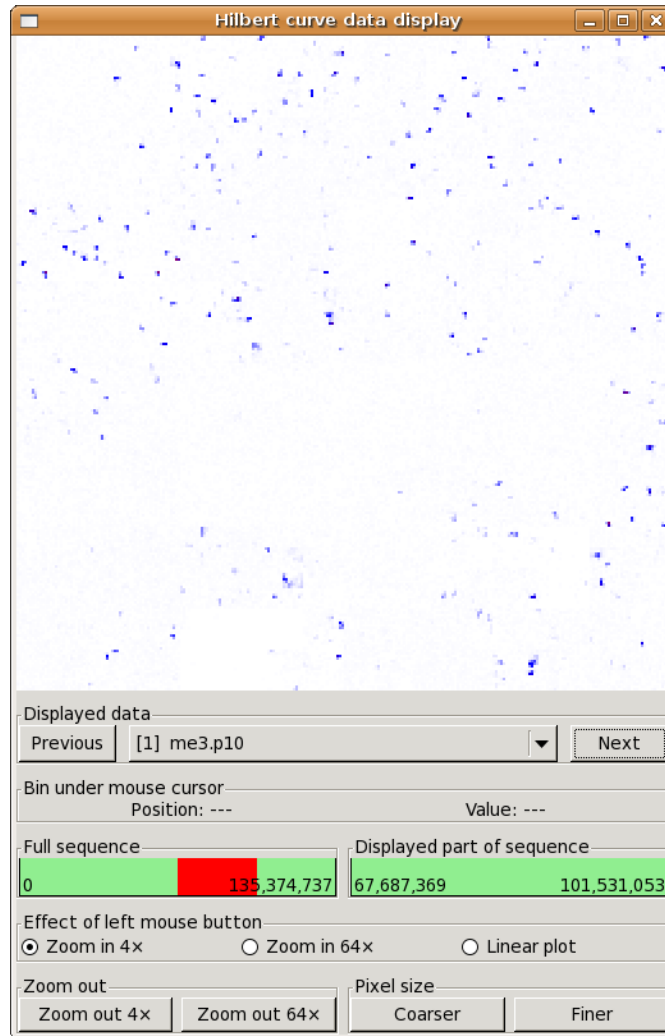 Hilbert curve data display
Displayed data
Previous [1] me3.p10 Next
Bin under mouse cursor
Position: --- Value: ---
Full sequence Displayed part of sequence
0 135,374,737 67,687,369 101,531,053
Effect of left mouse button
Zoom in 4× Zoom in 64× Linear plot
Zoom out Pixel size
Zoom out 4× Zoom out 64× Coarser Finer